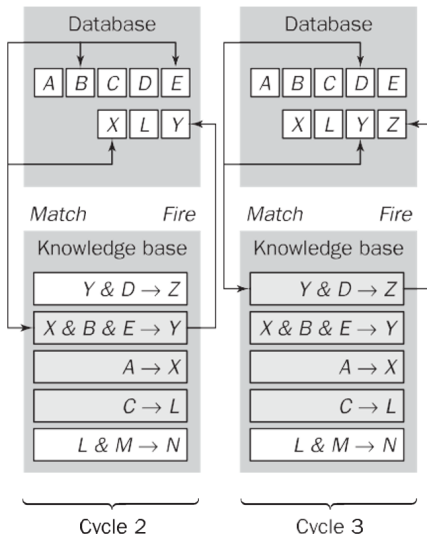 Database
A B C D E
X L Y
Match Fire
Knowledge base
Y & D → Z
X & B & E → Y
A → X
C → L
L & M → N
Cycle 2
Database
A B C D E
X L Y Z
Match Fire
Knowledge base
Y & D → Z
X & B & E → Y
A → X
C → L
L & M → N
Cycle 3